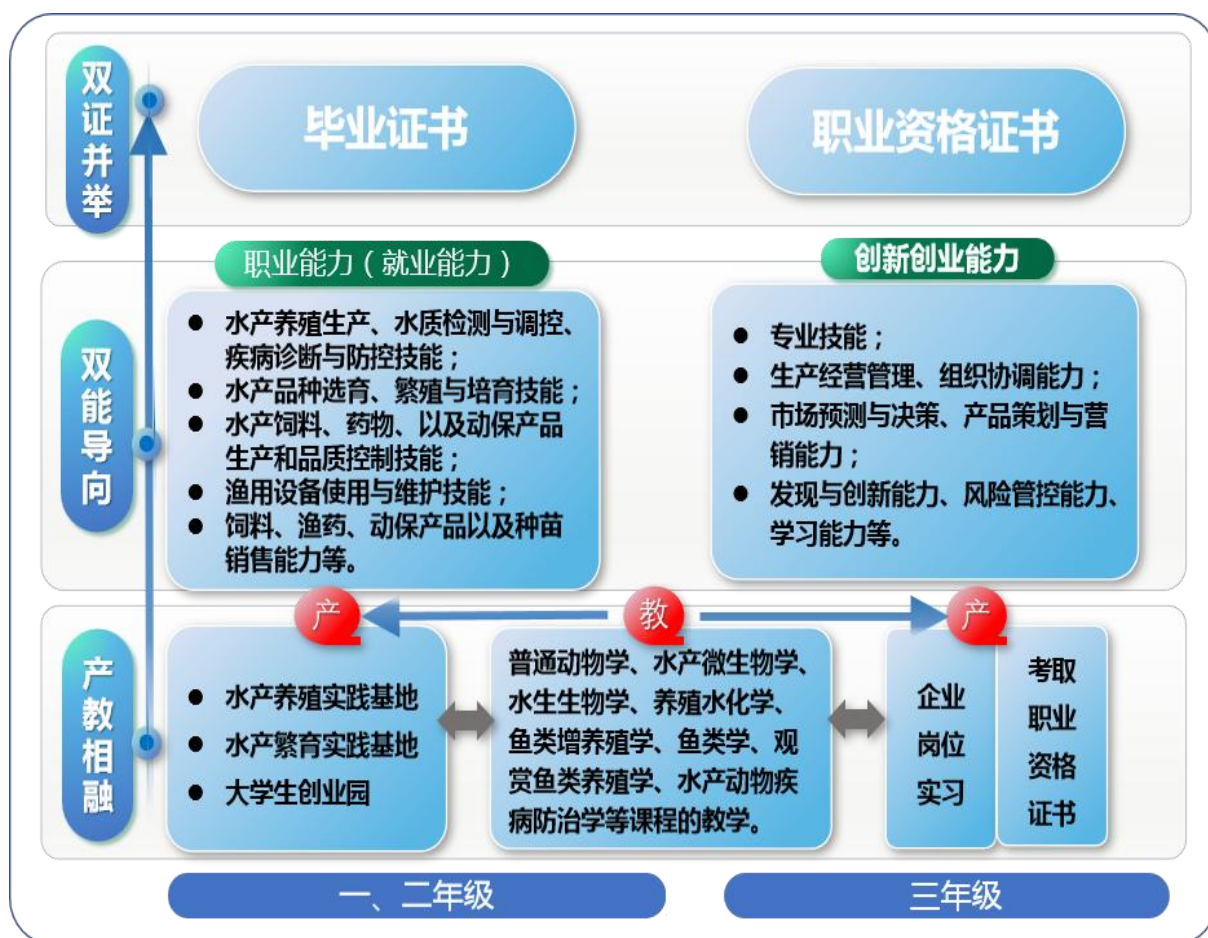 双证并举
毕业证书
职业资格证书
双能导向
职业能力（就业能力）
● 水产养殖生产、水质检测与调控、
疾病诊断与防控技能；
● 水产品种选育、繁殖与培育技能；
● 水产饲料、药物、以及动保产品
生产和品质控制技能；
● 渔用设备使用与维护技能；
● 饲料、渔药、动保产品以及种苗
销售能力等。
创新创业能力
● 专业技能；
● 生产经营管理、组织协调能力；
● 市场预测与决策、产品策划与营
销能力；
● 发现与创新能力、风险管控能力、
学习能力等。
产教相融
产
教
产
● 水产养殖实践基地
● 水产繁育实践基地
● 大学生创业园
普通动物学、水产微生物学、
水生生物学、养殖水化学、
鱼类增养殖学、鱼类学、观
赏鱼类养殖学、水产动物疾
病防治学等课程的教学。
企业
岗位
实习
考取
职业
资格
证书
一、二年级
三年级